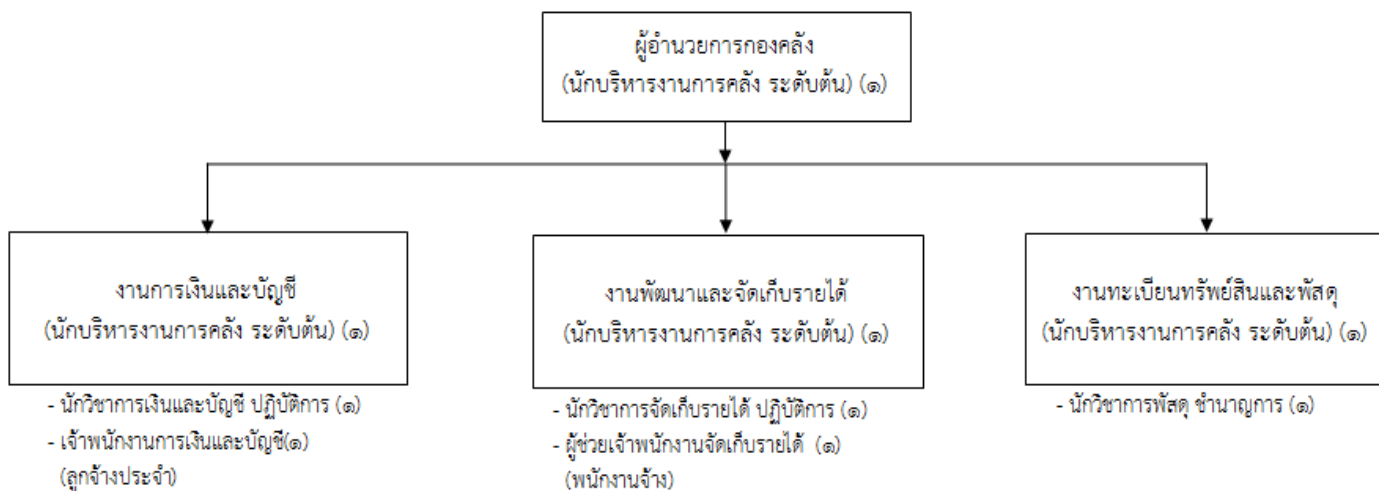 ผู้อำนวยการกองคลัง
(นักบริหารงานการคลัง ระดับต้น) (๑)
งานการเงินและบัญชี
(นักบริหารงานการคลัง ระดับต้น) (๑)
- นักวิชาการเงินและบัญชี ปฏิบัติการ (๑)
- เจ้าพนักงานการเงินและบัญชี(๑)
(ลูกจ้างประจำ)
งานพัฒนาและจัดเก็บรายได้
(นักบริหารงานการคลัง ระดับต้น) (๑)
- นักวิชาการจัดเก็บรายได้ ปฏิบัติการ (๑)
- ผู้ช่วยเจ้าพนักงานจัดเก็บรายได้ (๑)
(พนักงานจ้าง)
งานทะเบียนทรัพย์สินและพัสดุ
(นักบริหารงานการคลัง ระดับต้น) (๑)
- นักวิชาการพัสดุ ชำนาญการ (๑)